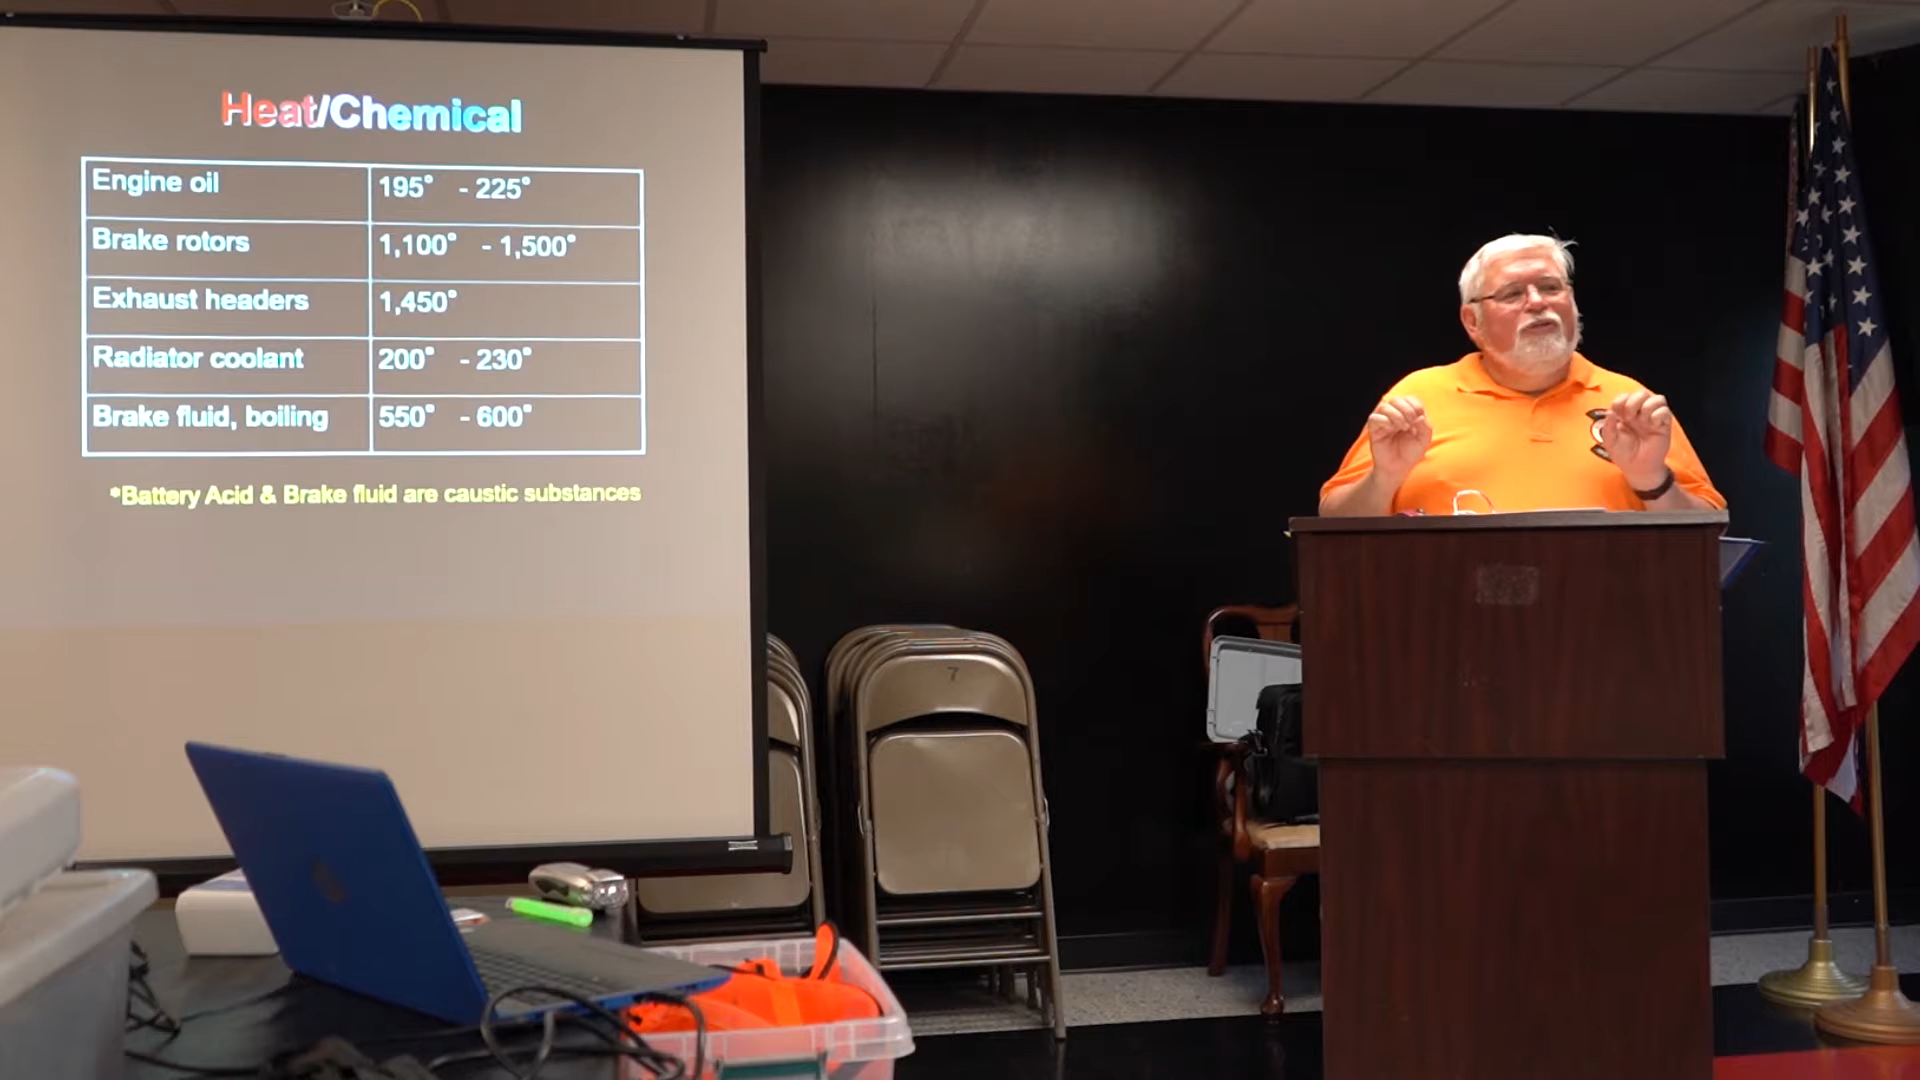 Heat/Chemical
Engine oil 195° - 225°
Brake rotors 1,100° - 1,500°
Exhaust headers 1,450°
Radiator coolant 200° - 230°
Brake fluid, boiling 550° - 600°
*Battery Acid & Brake fluid are caustic substances
7